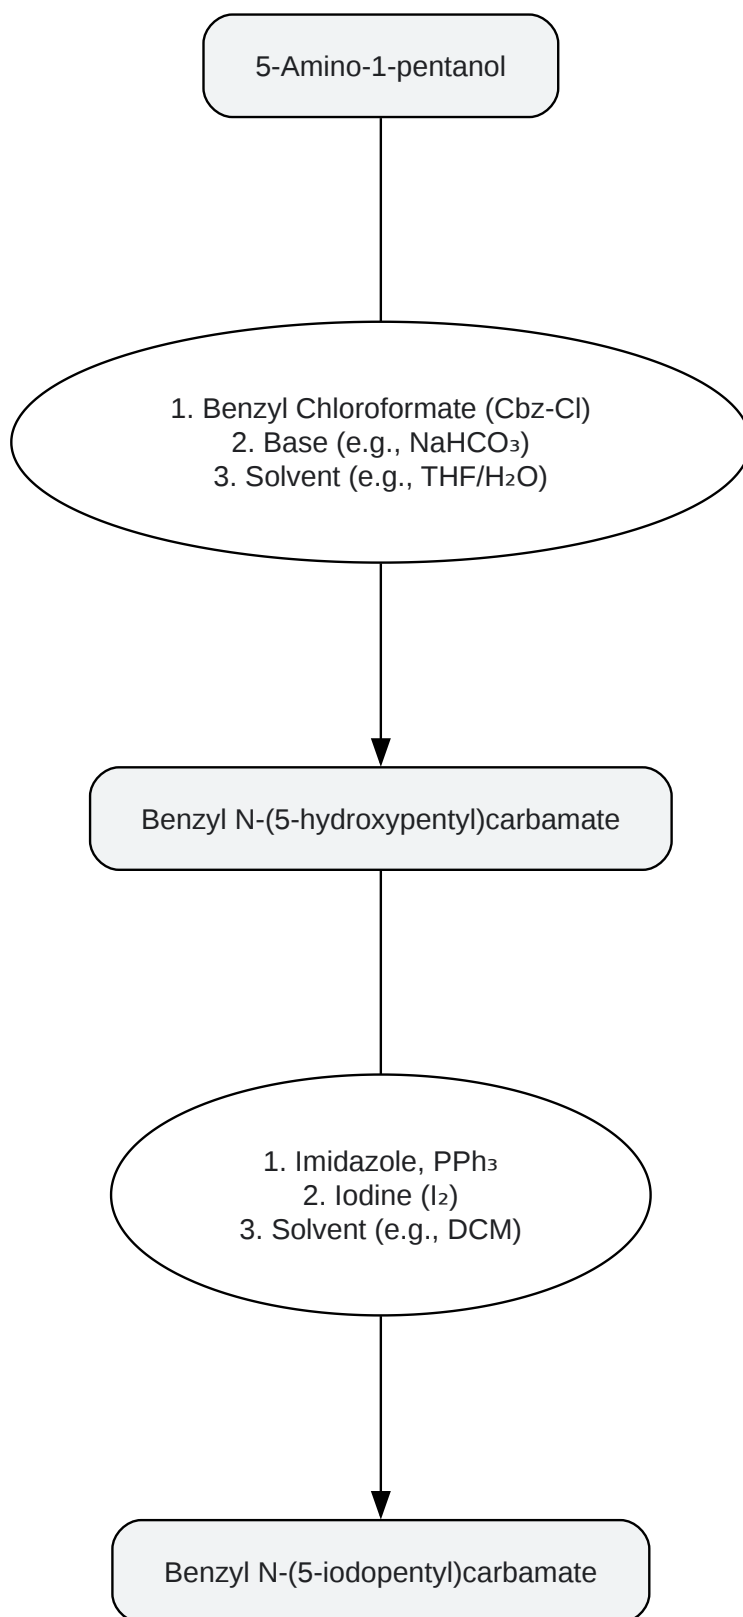 5-Amino-1-pentanol
1. Benzyl Chloroformate (Cbz-Cl)
2. Base (e.g., NaHCO₃)
3. Solvent (e.g., THF/H₂O)
Benzyl N-(5-hydroxypentyl)carbamate
1. Imidazole, PPh₃
2. Iodine (I₂)
3. Solvent (e.g., DCM)
Benzyl N-(5-iodopentyl)carbamate